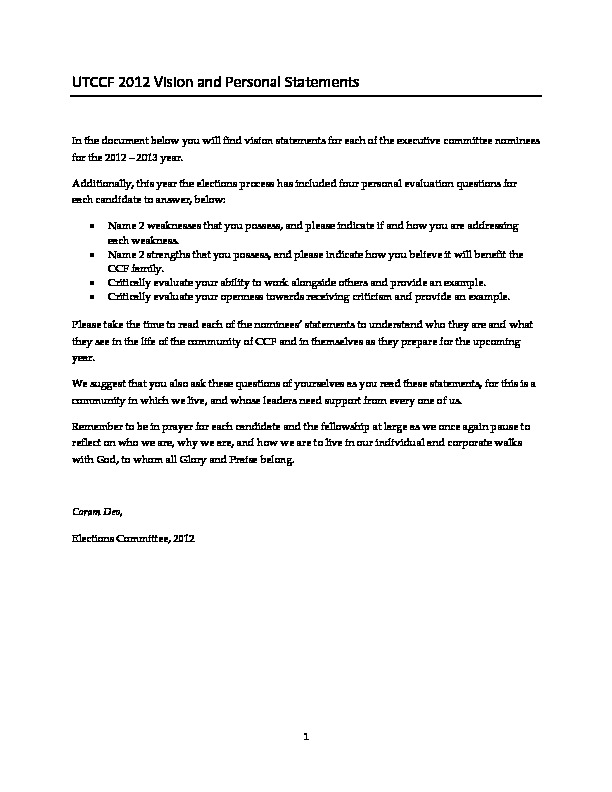 UTCCF 2012 Vision and Personal Statements
In the document below you will find vision statements for each of the executive committee nominees
for the 2012 – 2013 year.
Additionally, this year the elections process has included four personal evaluation questions for
each candidate to answer, below:
• Name 2 weaknesses that you possess, and please indicate if and how you are addressing
each weakness.
• Name 2 strengths that you possess, and please indicate how you believe it will benefit the
CCF family.
• Critically evaluate your ability to work alongside others and provide an example.
• Critically evaluate your openness towards receiving criticism and provide an example.
Please take the time to read each of the nominees' statements to understand who they are and what
they see in the life of the community of CCF and in themselves as they prepare for the upcoming
year.
We suggest that you also ask these questions of yourselves as you read these statements, for this is a
community in which we live, and whose leaders need support from every one of us.
Remember to be in prayer for each candidate and the fellowship at large as we once again pause to
reflect on who we are, why we are, and how we are to live in our individual and corporate walks
with God, to whom all Glory and Praise belong.
Coram Deo,
Elections Committee, 2012
1